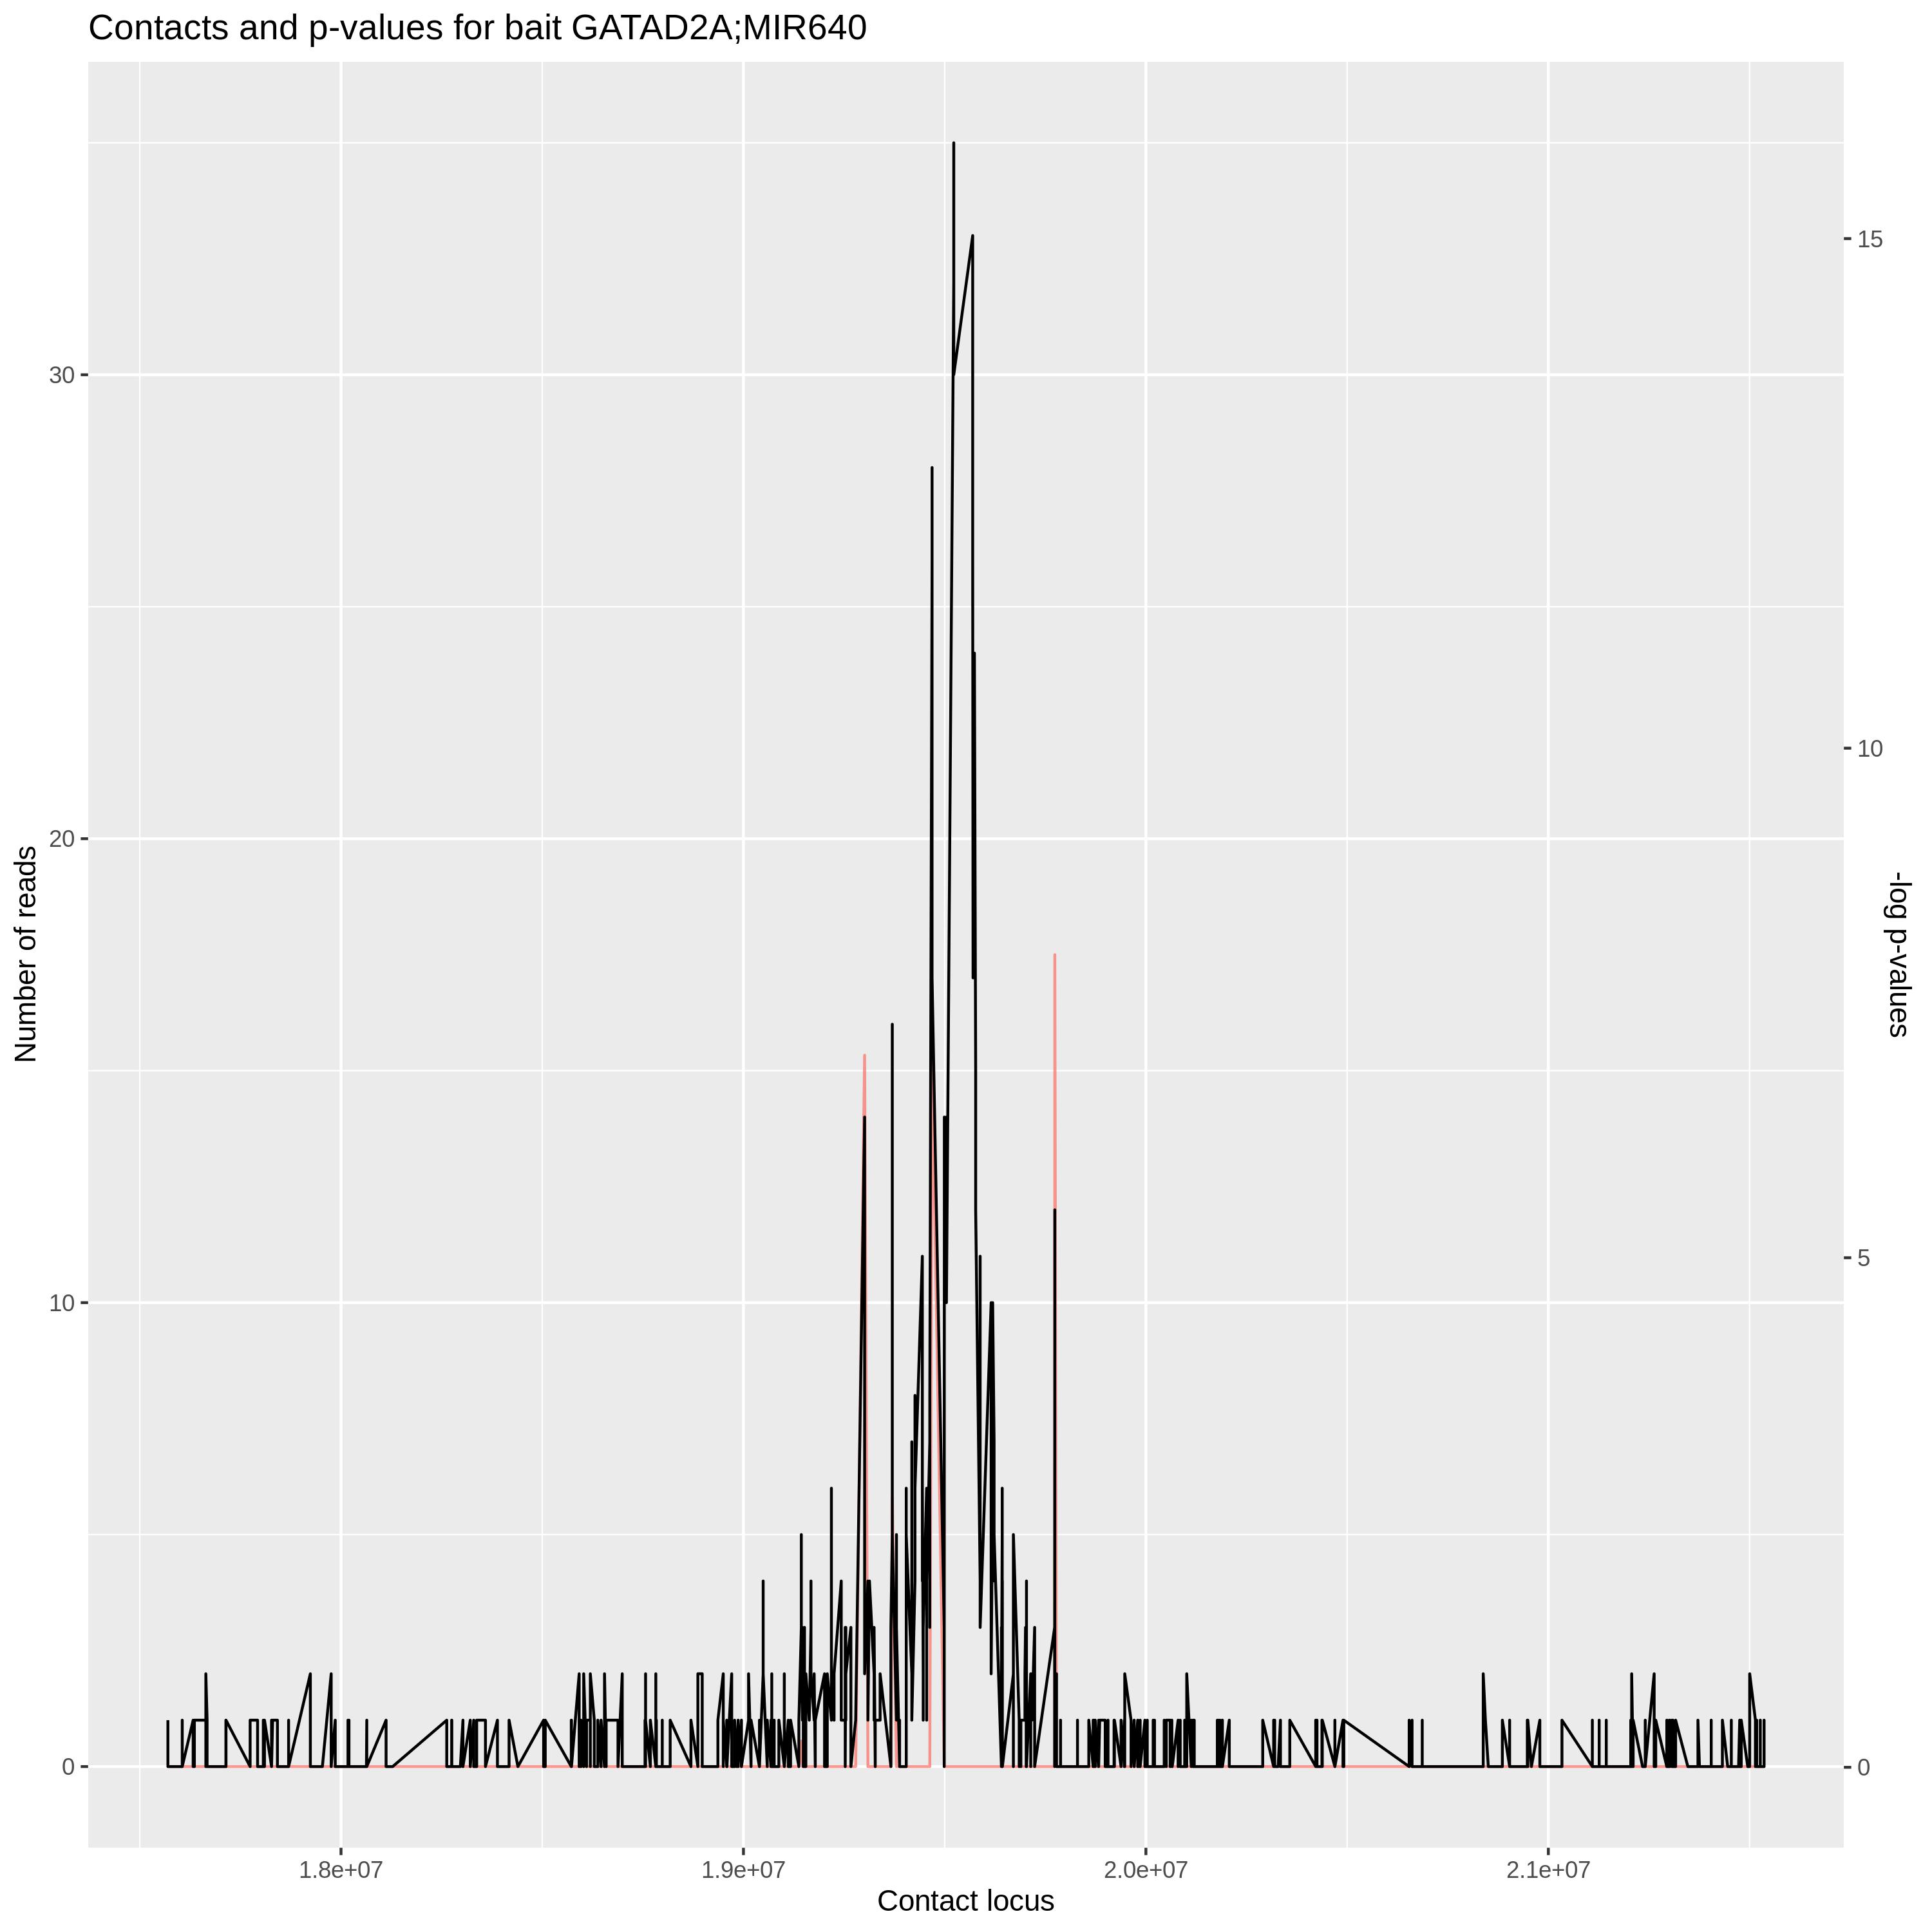 Contacts and p-values for bait GATAD2A;MIR640
Number of reads
30
20
10
0
15
10
5
0
-log p-values
1.8e+07 1.9e+07 2.0e+07 2.1e+07
Contact locus